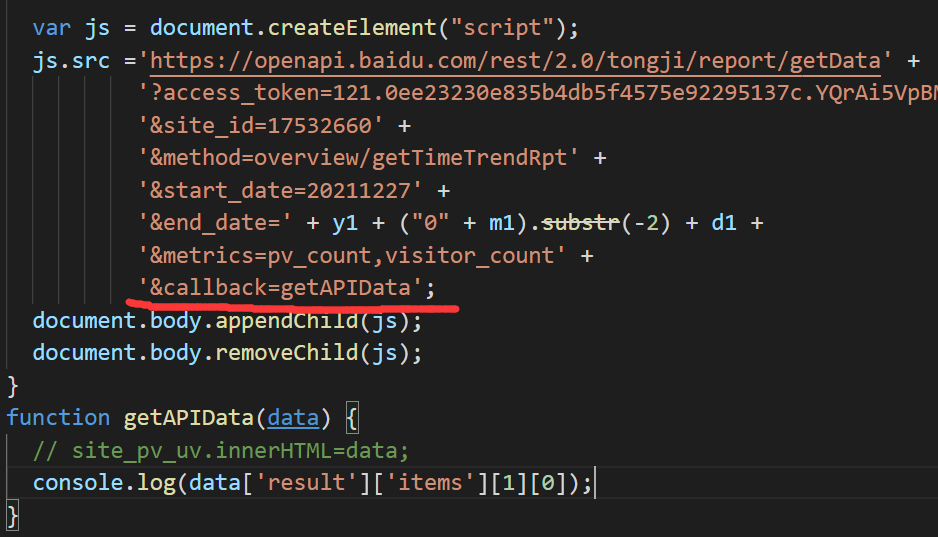 var js = document.createElement("script");
js.src ='https://openapi.baidu.com/rest/2.0/tongji/report/getData' +
'?access_token=121.0ee23230e835b4db5f4575e92295137c.YQrAi5VpBM
'&site_id=17532660' +
'&method=overview/getTimeTrendRpt' +
'&start_date=20211227' +
'&end_date=' + y1 + ("0" + m1).substr(-2) + d1 +
'&metrics=pv_count,visitor_count' +
'&callback=getAPIData';
document.body.appendChild(js);
document.body.removeChild(js);
}
function getAPIData(data) {
// site_pv_uv.innerHTML=data;
console.log(data['result']['items'][1][0]);
}